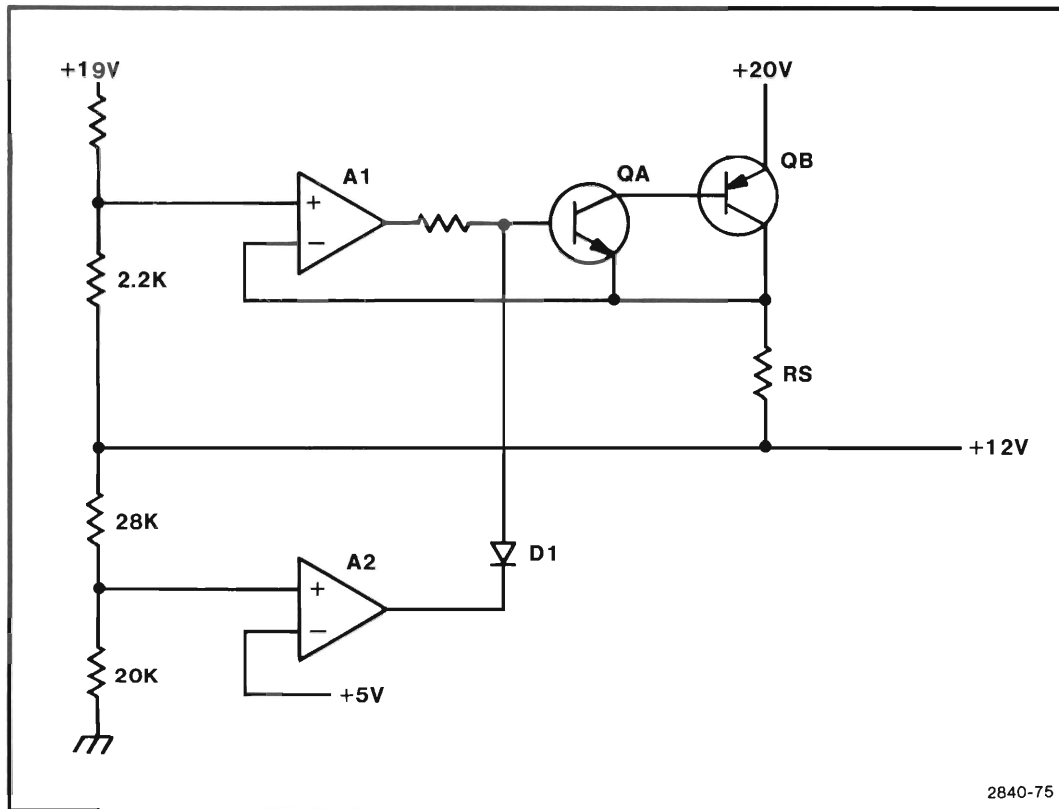 +19V
+20V
A1
QA
QB
+
−
2.2K
RS
+12V
28K
A2
D1
+
−
20K
+5V
2840-75